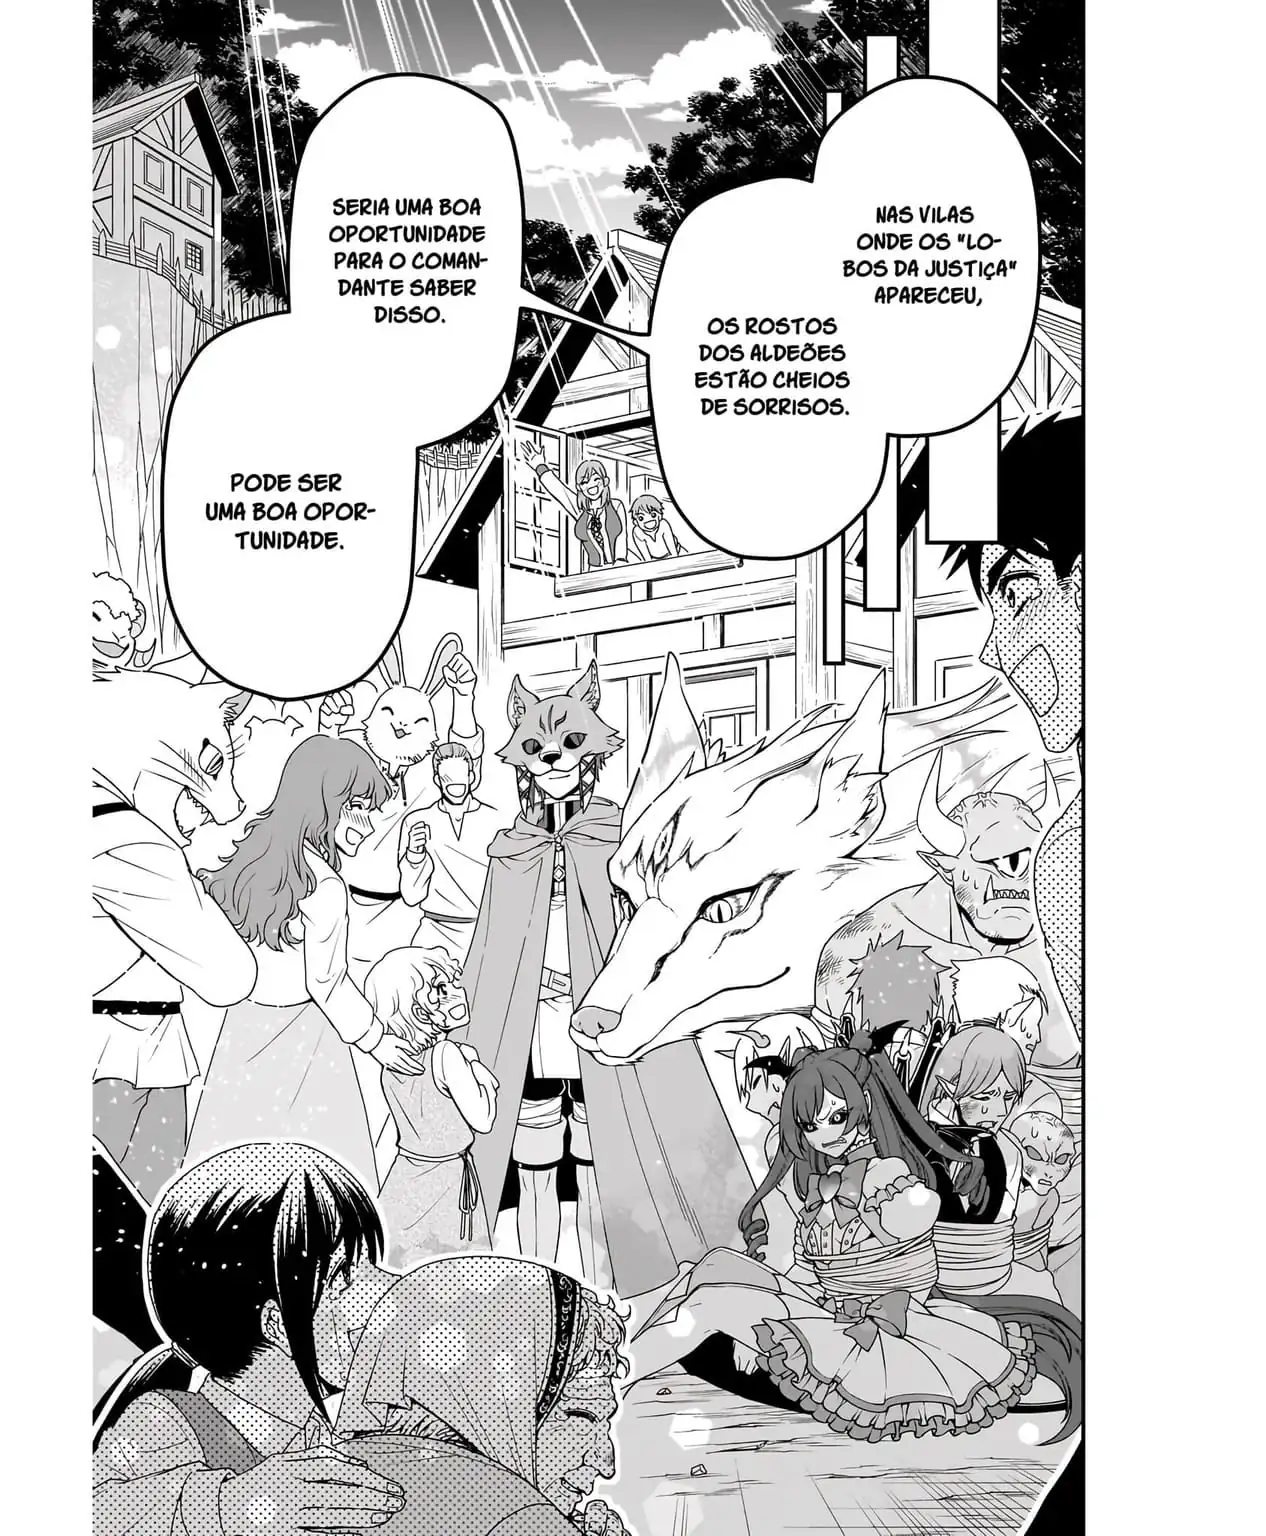 NAS VILAS
ONDE OS "LO-
BOS DA JUSTIÇA"
APARECEU,
OS ROSTOS
DOS ALDEÕES
ESTÃO CHEIOS
DE SORRISOS.
SERIA UMA BOA
OPORTUNIDADE
PARA O COMAN-
DANTE SABER
DISSO.
PODE SER
UMA BOA OPOR-
TUNIDADE.